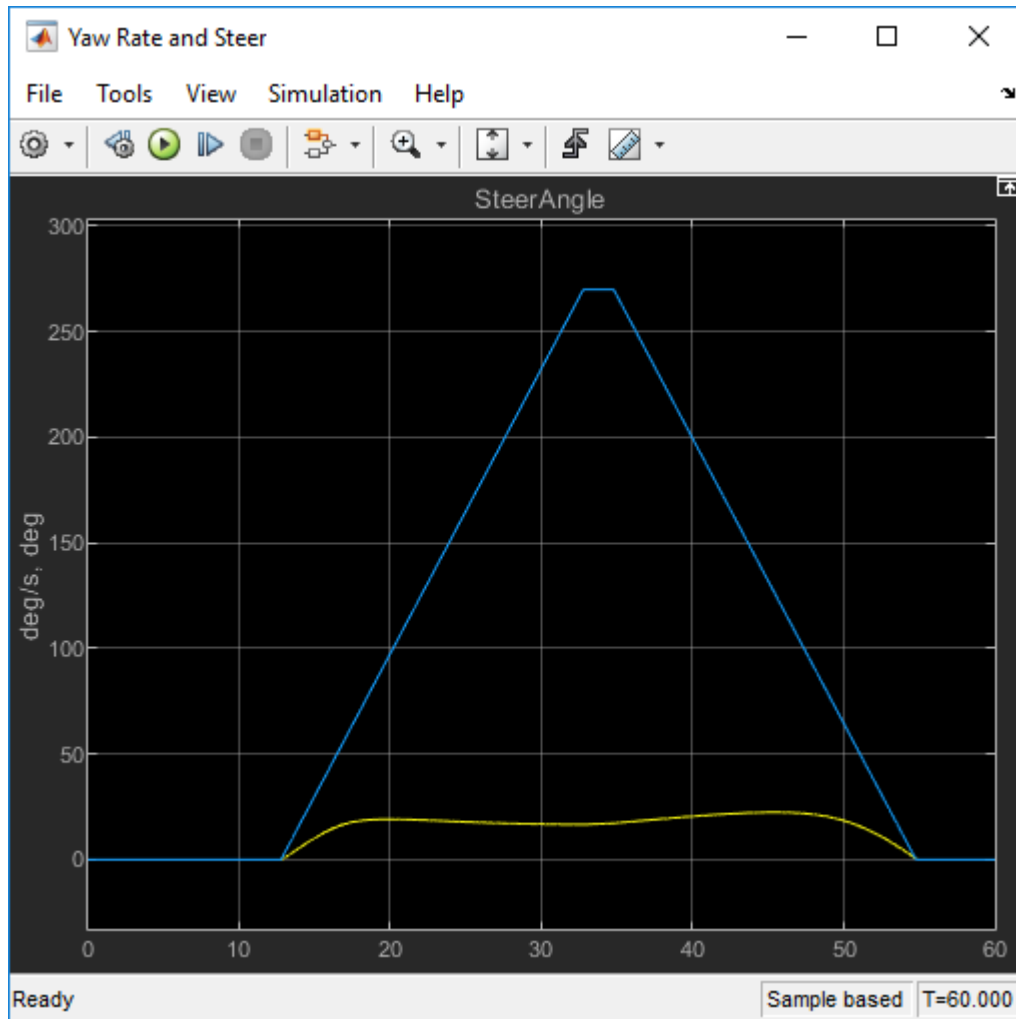 Yaw Rate and Steer
File Tools View Simulation Help
SteerAngle
300
250
200
150
100
50
0
deg/s, deg
0 10 20 30 40 50 60
Ready
Sample based T=60.000